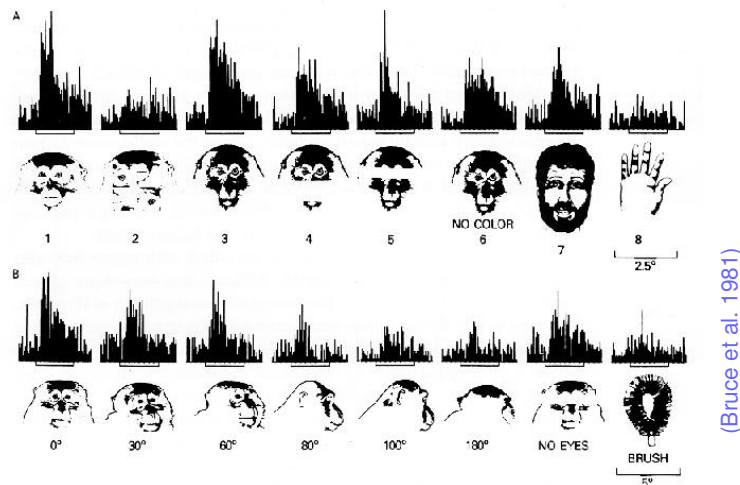 A
1 2 3 4 5 6 7 8
NO COLOR
2.5°
B
0° 30° 60° 80° 100° 180° NO EYES
BRUSH
5°
(Bruce et al. 1981)